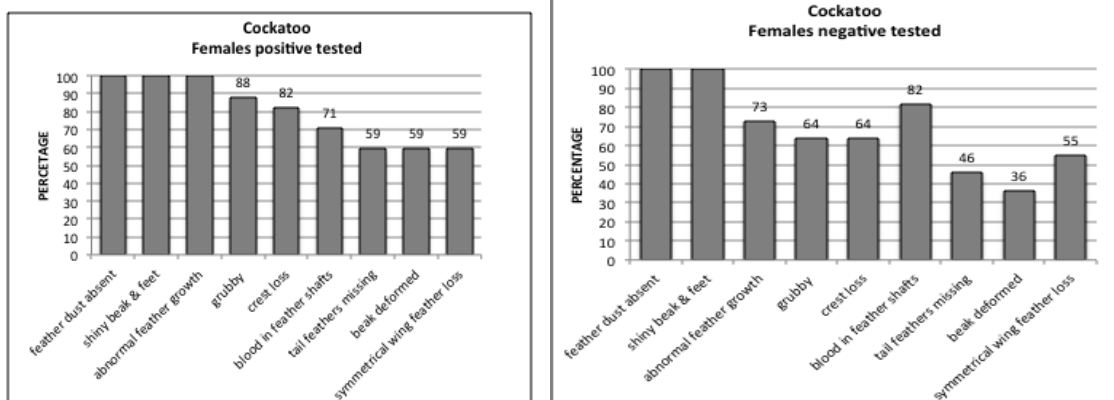 Cockatoo
Females positive tested
PERCETAGE
100
90
80
70
60
50
40
30
20
10
0
88
82
71
59
59
59
feather dust absent
shiny beak & feet
abnormal feather growth
grubby
crest loss
blood in feather shafts
tail feathers missing
beak deformed
symmetrical wing feather loss
Cockatoo
Females negative tested
PERCENTAGE
100
90
80
70
60
50
40
30
20
10
0
73
64
64
82
46
36
55
feather dust absent
shiny beak & feet
abnormal feather growth
grubby
crest loss
blood in feather shafts
tail feathers missing
beak deformed
symmetrical wing feather loss